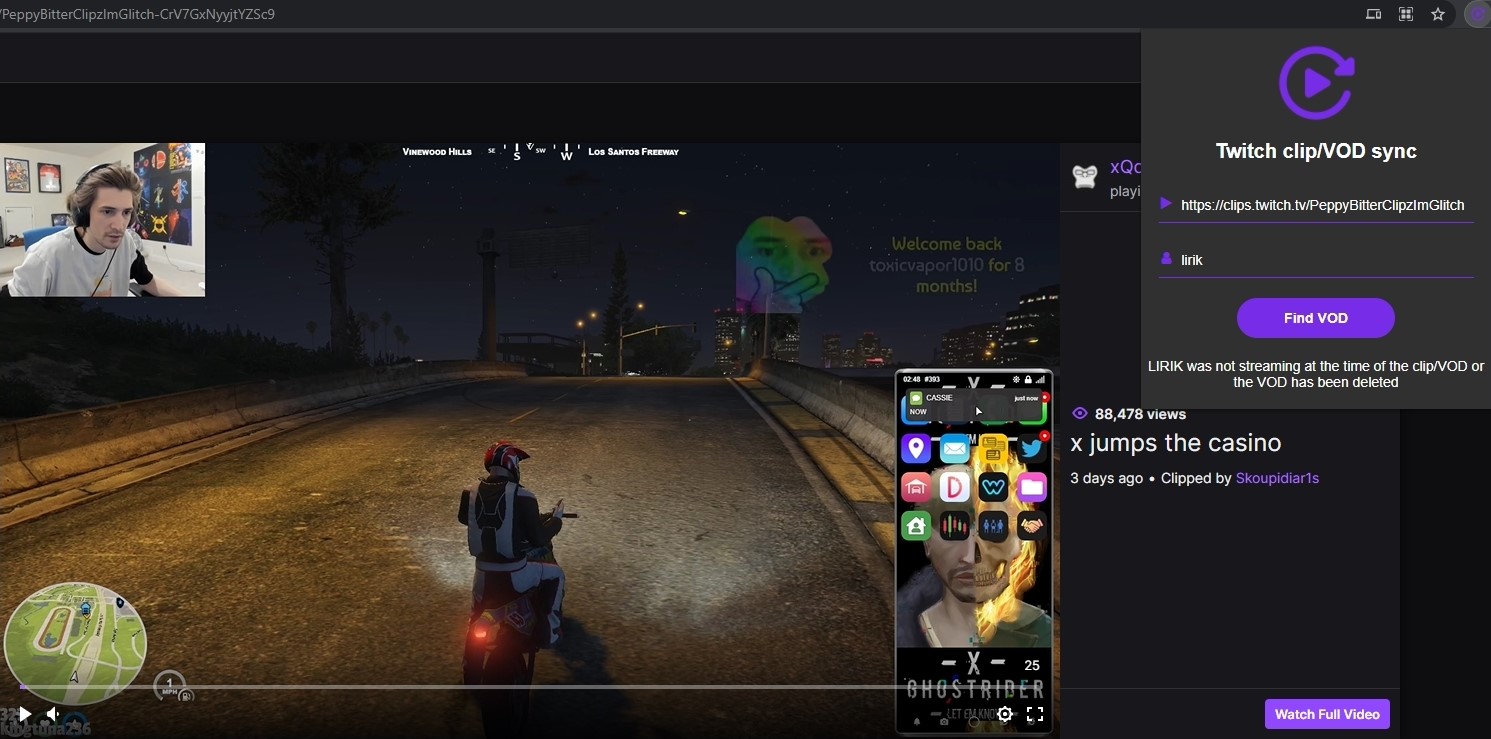 /PeppyBitterClipzImGlitch-CrV7GxNyyjtYZSc9
Twitch clip/VOD sync
https://clips.twitch.tv/PeppyBitterClipzImGlitch
lirik
Find VOD
LIRIK was not streaming at the time of the clip/VOD or
the VOD has been deleted
VINEWOOD HILLS
SE
S
SW
W
LOS SANTOS FREEWAY
xQc
playi
Welcome back
toxicvapor1010 for 8
months!
02:48 #393
CASSIE
just now
NOW
25
X
GHOSTRIDER
1
MPH
88,478 views
x jumps the casino
3 days ago • Clipped by Skoupidiar1s
Watch Full Video